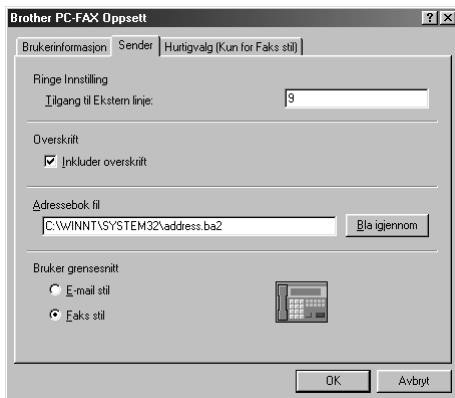 Brother PC-FAX Oppsett
Brukerinformasjon Sender Hurtigvalg (Kun for Faks stil)
Ringe Innstilling
Tilgang til Ekstern linje: 9
Overskrift
Inkluder overskrift
Adressebok fil
C:\WINNT\SYSTEM32\address.ba2 Bla igjennom
Bruker grensesnitt
E-mail stil
Faks stil
OK Avbryt